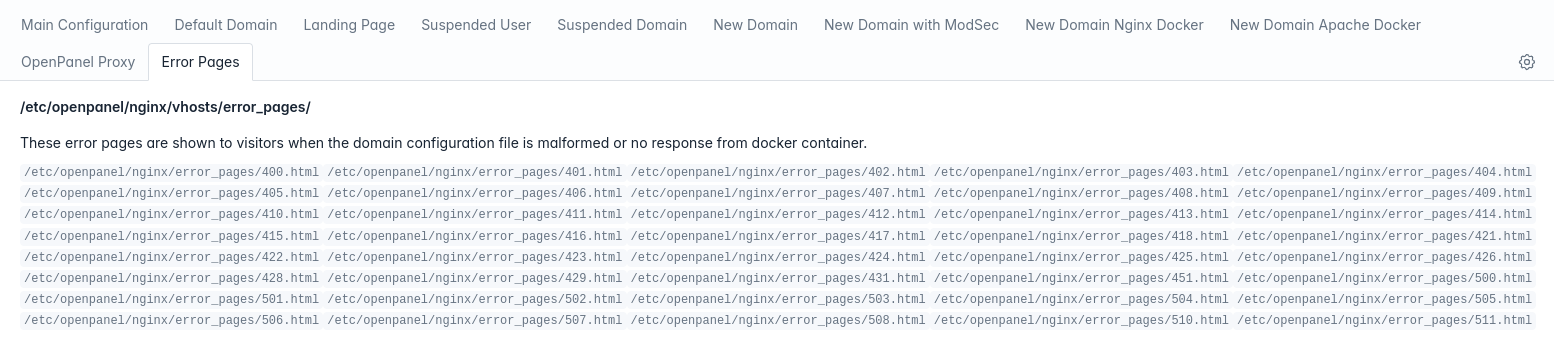 Main Configuration Default Domain Landing Page Suspended User Suspended Domain New Domain New Domain with ModSec New Domain Nginx Docker New Domain Apache Docker
OpenPanel Proxy Error Pages
/etc/openpanel/nginx/vhosts/error_pages/
These error pages are shown to visitors when the domain configuration file is malformed or no response from docker container.
/etc/openpanel/nginx/error_pages/400.html /etc/openpanel/nginx/error_pages/401.html /etc/openpanel/nginx/error_pages/402.html /etc/openpanel/nginx/error_pages/403.html /etc/openpanel/nginx/error_pages/404.html
/etc/openpanel/nginx/error_pages/405.html /etc/openpanel/nginx/error_pages/406.html /etc/openpanel/nginx/error_pages/407.html /etc/openpanel/nginx/error_pages/408.html /etc/openpanel/nginx/error_pages/409.html
/etc/openpanel/nginx/error_pages/410.html /etc/openpanel/nginx/error_pages/411.html /etc/openpanel/nginx/error_pages/412.html /etc/openpanel/nginx/error_pages/413.html /etc/openpanel/nginx/error_pages/414.html
/etc/openpanel/nginx/error_pages/415.html /etc/openpanel/nginx/error_pages/416.html /etc/openpanel/nginx/error_pages/417.html /etc/openpanel/nginx/error_pages/418.html /etc/openpanel/nginx/error_pages/421.html
/etc/openpanel/nginx/error_pages/422.html /etc/openpanel/nginx/error_pages/423.html /etc/openpanel/nginx/error_pages/424.html /etc/openpanel/nginx/error_pages/425.html /etc/openpanel/nginx/error_pages/426.html
/etc/openpanel/nginx/error_pages/428.html /etc/openpanel/nginx/error_pages/429.html /etc/openpanel/nginx/error_pages/431.html /etc/openpanel/nginx/error_pages/451.html /etc/openpanel/nginx/error_pages/500.html
/etc/openpanel/nginx/error_pages/501.html /etc/openpanel/nginx/error_pages/502.html /etc/openpanel/nginx/error_pages/503.html /etc/openpanel/nginx/error_pages/504.html /etc/openpanel/nginx/error_pages/505.html
/etc/openpanel/nginx/error_pages/506.html /etc/openpanel/nginx/error_pages/507.html /etc/openpanel/nginx/error_pages/508.html /etc/openpanel/nginx/error_pages/510.html /etc/openpanel/nginx/error_pages/511.html